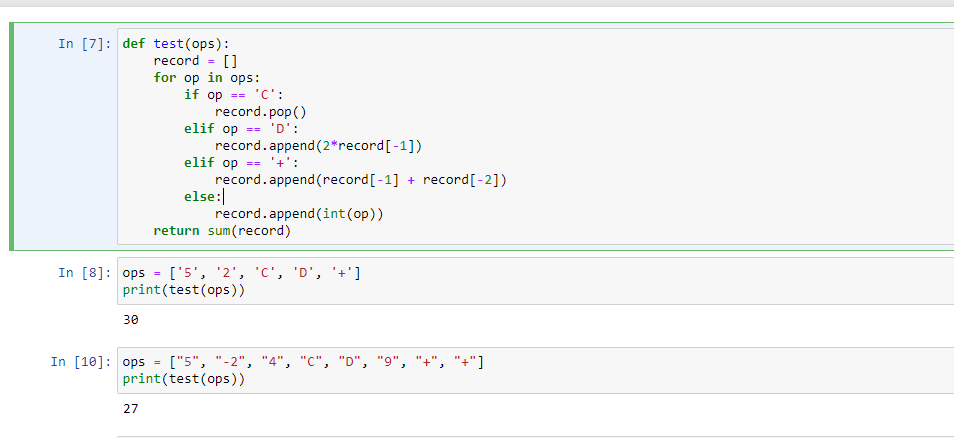 In [7]: def test(ops):
    record = []
    for op in ops:
        if op == 'C':
            record.pop()
        elif op == 'D':
            record.append(2*record[-1])
        elif op == '+':
            record.append(record[-1] + record[-2])
        else:
            record.append(int(op))
    return sum(record)
In [8]: ops = ['5', '2', 'C', 'D', '+']
print(test(ops))
30
In [10]: ops = ["5", "-2", "4", "C", "D", "9", "+", "+"]
print(test(ops))
27